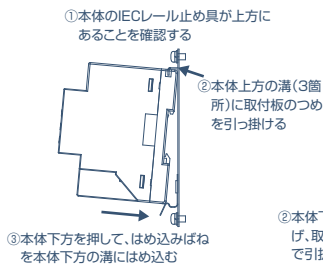 ①本体のIECレール止め具が上方に
あることを確認する
②本体上方の溝(3箇
所)に取付板のつめ
を引っ掛ける
③本体下方を押して、はめ込みばね
を本体下方の溝にはめ込む
②本体下
げ、取
で引掛